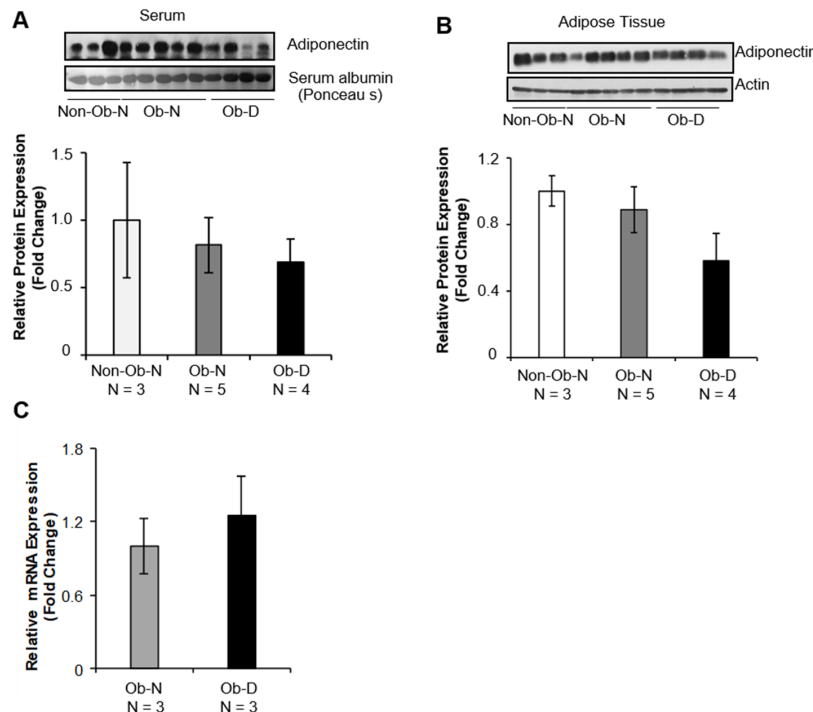 A
Serum
Adiponectin
Serum albumin
(Ponceau s)
Non-Ob-N Ob-N Ob-D
Relative Protein Expression
(Fold Change)
1.5
1.0
0.5
0
Non-Ob-N Ob-N Ob-D
N = 3 N = 5 N = 4
B
Adipose Tissue
Adiponectin
Actin
Non-Ob-N Ob-N Ob-D
Relative Protein Expression
(Fold Change)
1.2
0.8
0.4
0
Non-Ob-N Ob-N Ob-D
N = 3 N = 5 N = 4
C
Relative mRNA Expression
(Fold Change)
1.8
1.2
0.6
0
Ob-N Ob-D
N = 3 N = 3